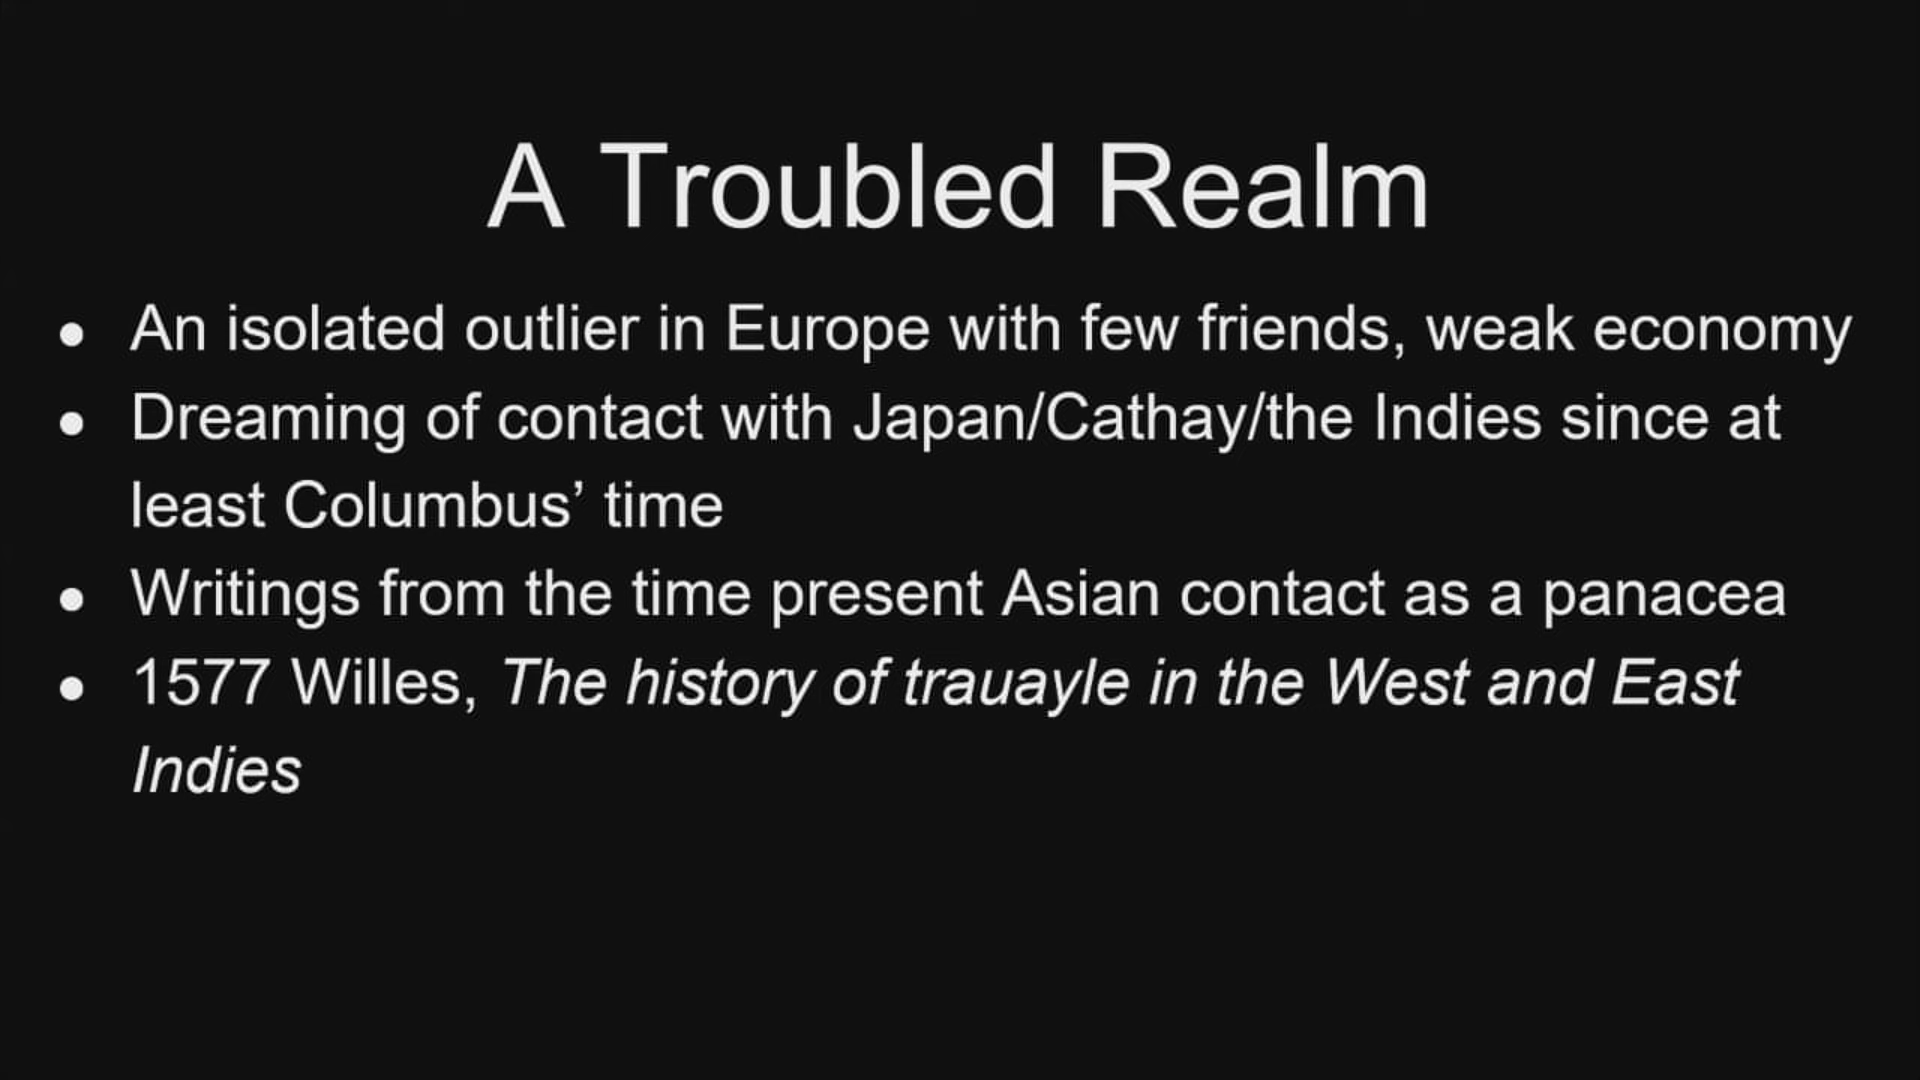 A Troubled Realm
● An isolated outlier in Europe with few friends, weak economy
● Dreaming of contact with Japan/Cathay/the Indies since at
least Columbus’ time
● Writings from the time present Asian contact as a panacea
● 1577 Willes, The history of trauayle in the West and East
Indies